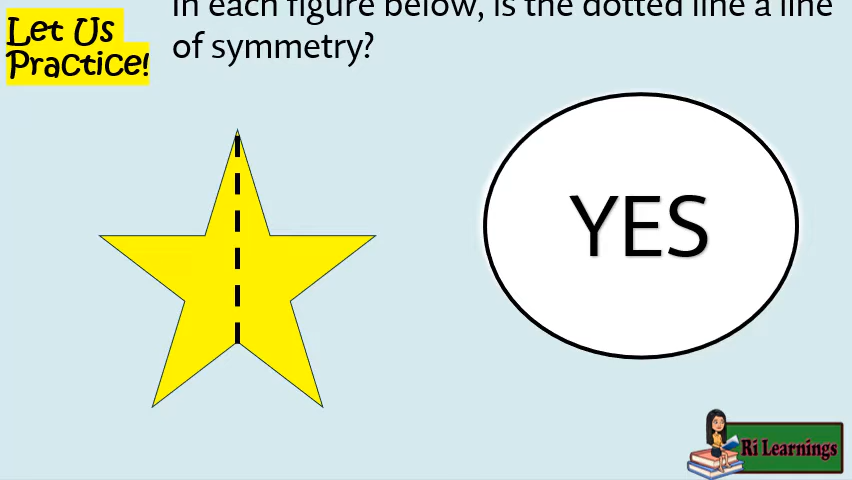 In each figure below, is the dotted line a line
of symmetry?
Let Us
Practice!
YES
Ri Learnings